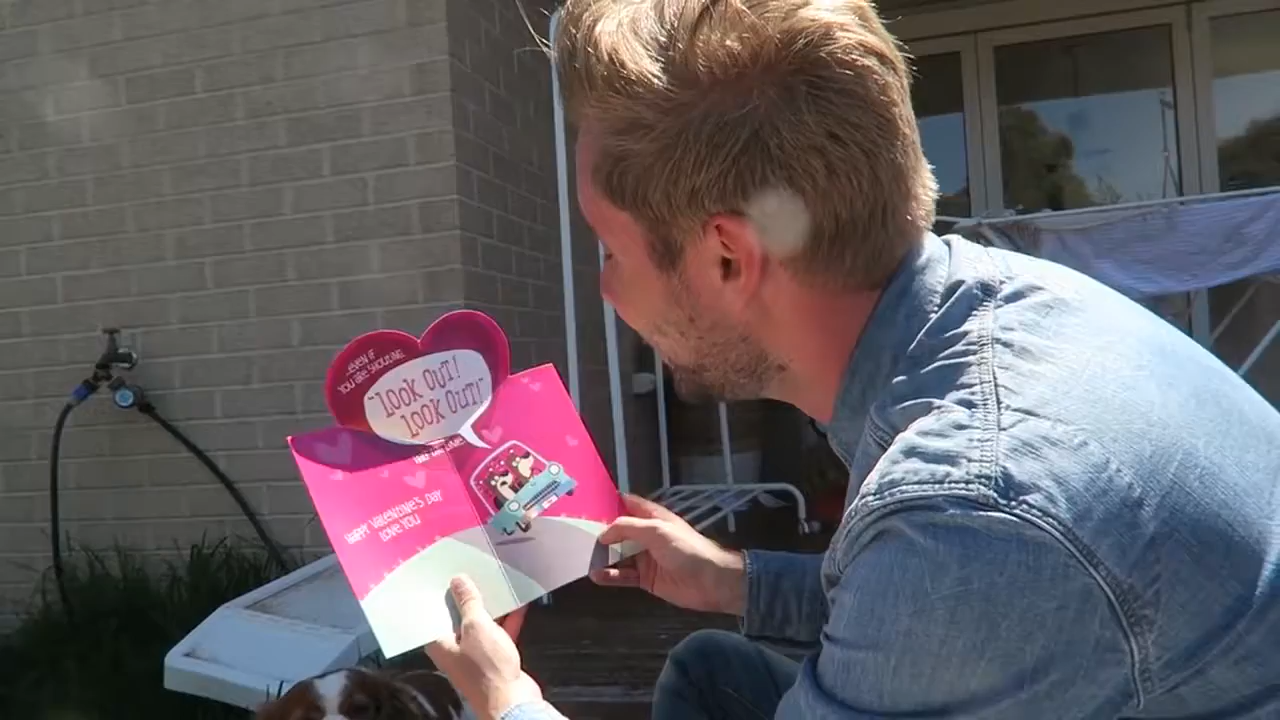 ...EVEN IF
YOU ARE SHOUTING
"LOOK OUT!
LOOK OUT!"
HAPPY VALENTINE'S DAY
LOVE YOU